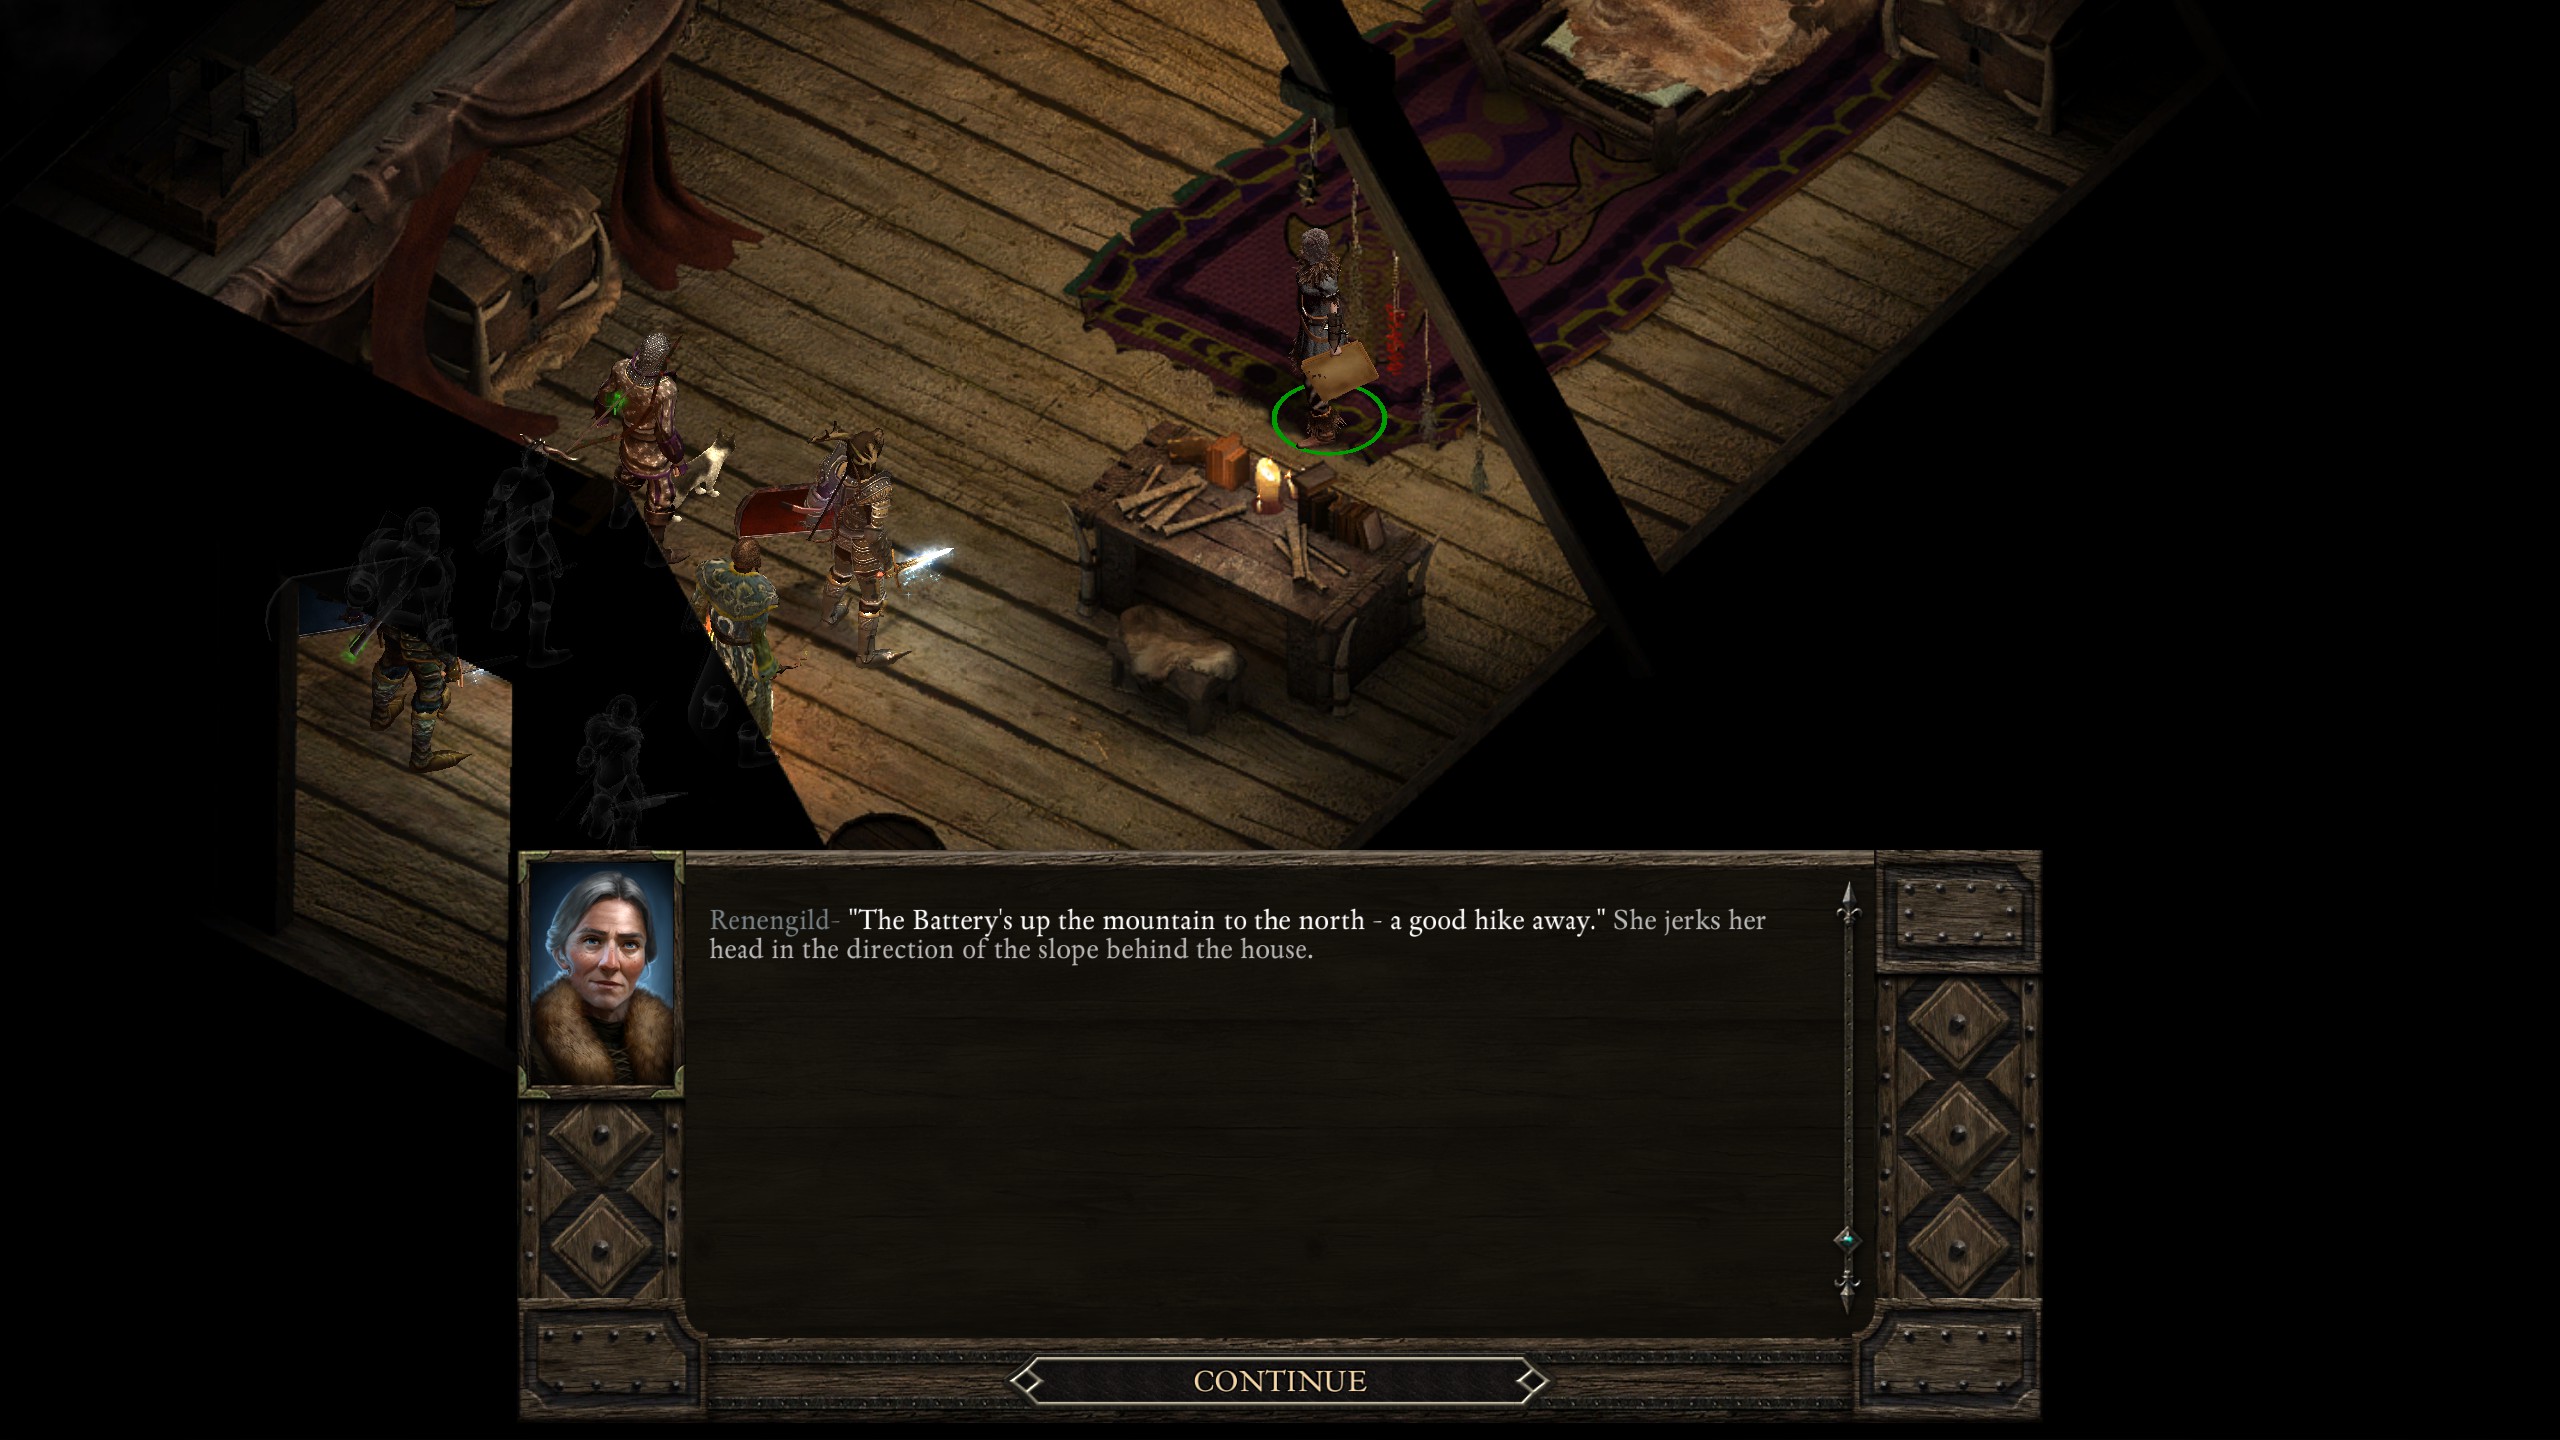 Renengild- "The Battery's up the mountain to the north - a good hike away." She jerks her
head in the direction of the slope behind the house.
CONTINUE